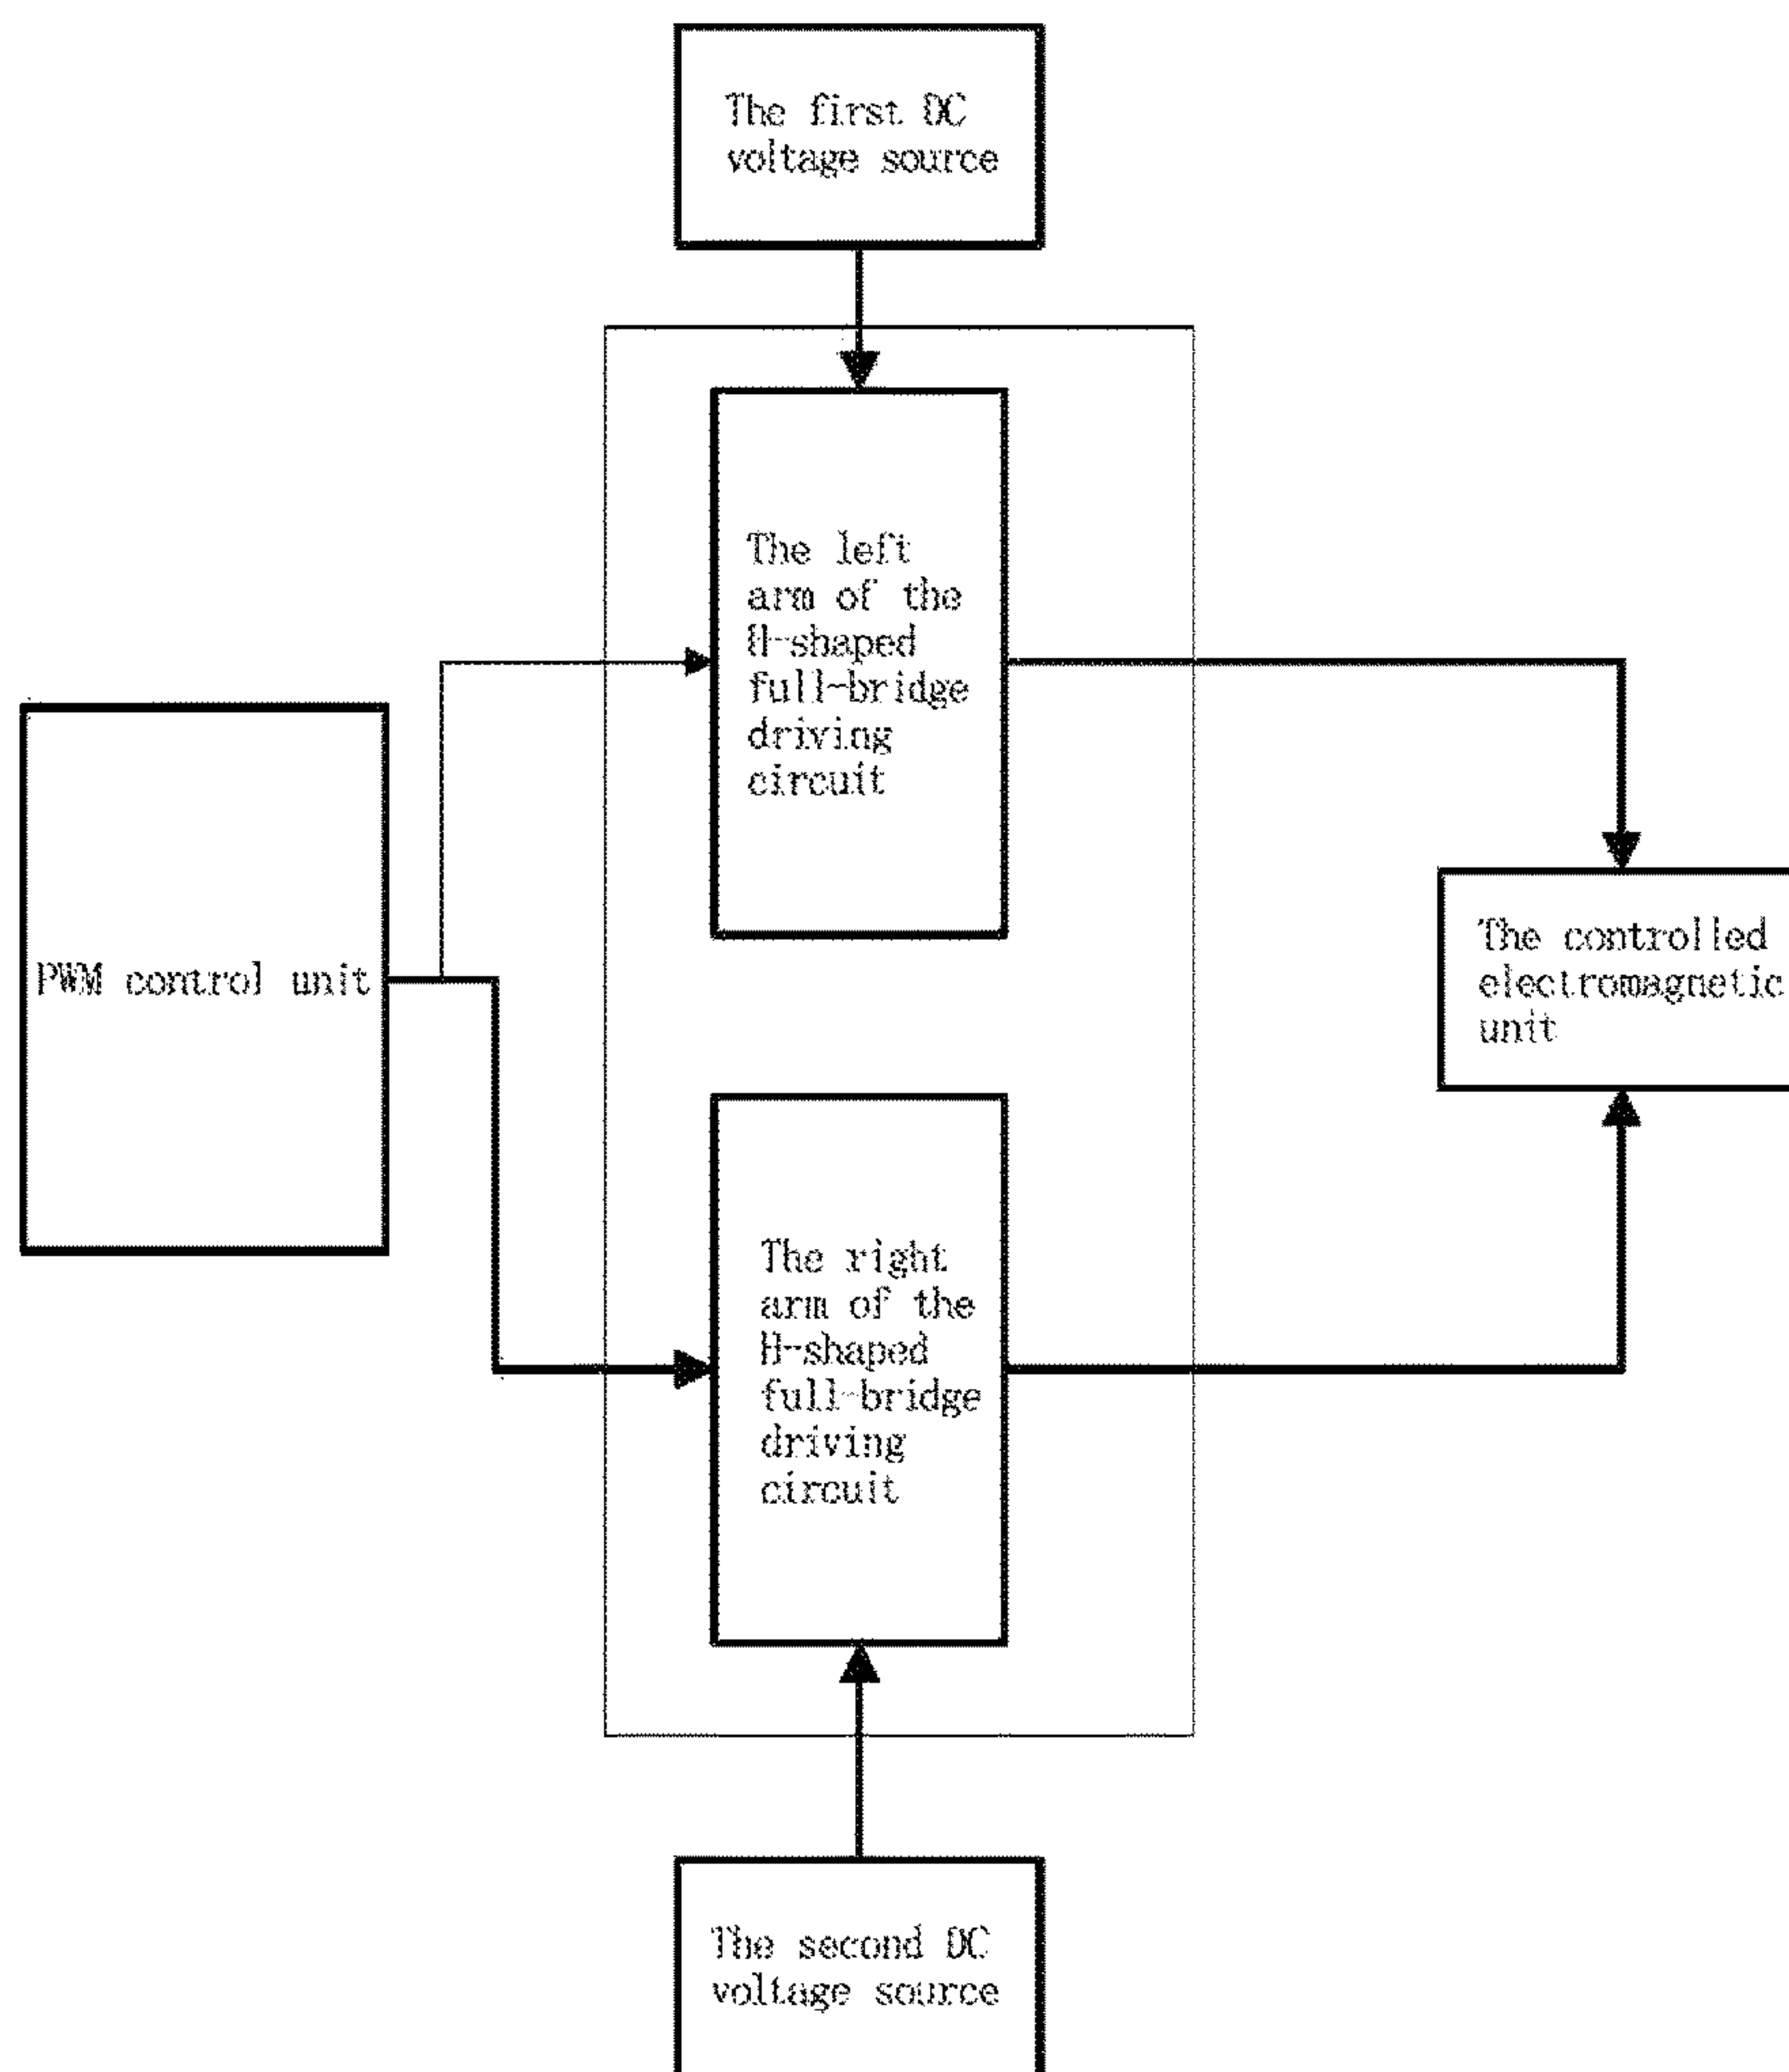 The first DC
voltage source
The left
arm of the
H-shaped
full-bridge
driving
circuit
PWM control unit
The controlled
electromagnetic
unit
The right
arm of the
H-shaped
full-bridge
driving
circuit
The second DC
voltage source